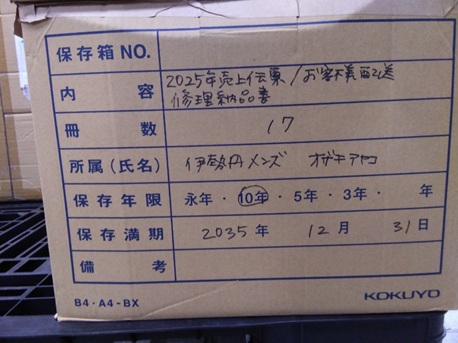 保存箱 NO.
内容 2025年売上伝票/お客様配送
修理納品書
冊数 17
所属(氏名) 伊勢丹メンズ オザキアヤコ
保存年限 永年・10年・5年・3年・ 年
保存満期 2035年 12月 31日
備考
B4・A4-BX KOKUYO